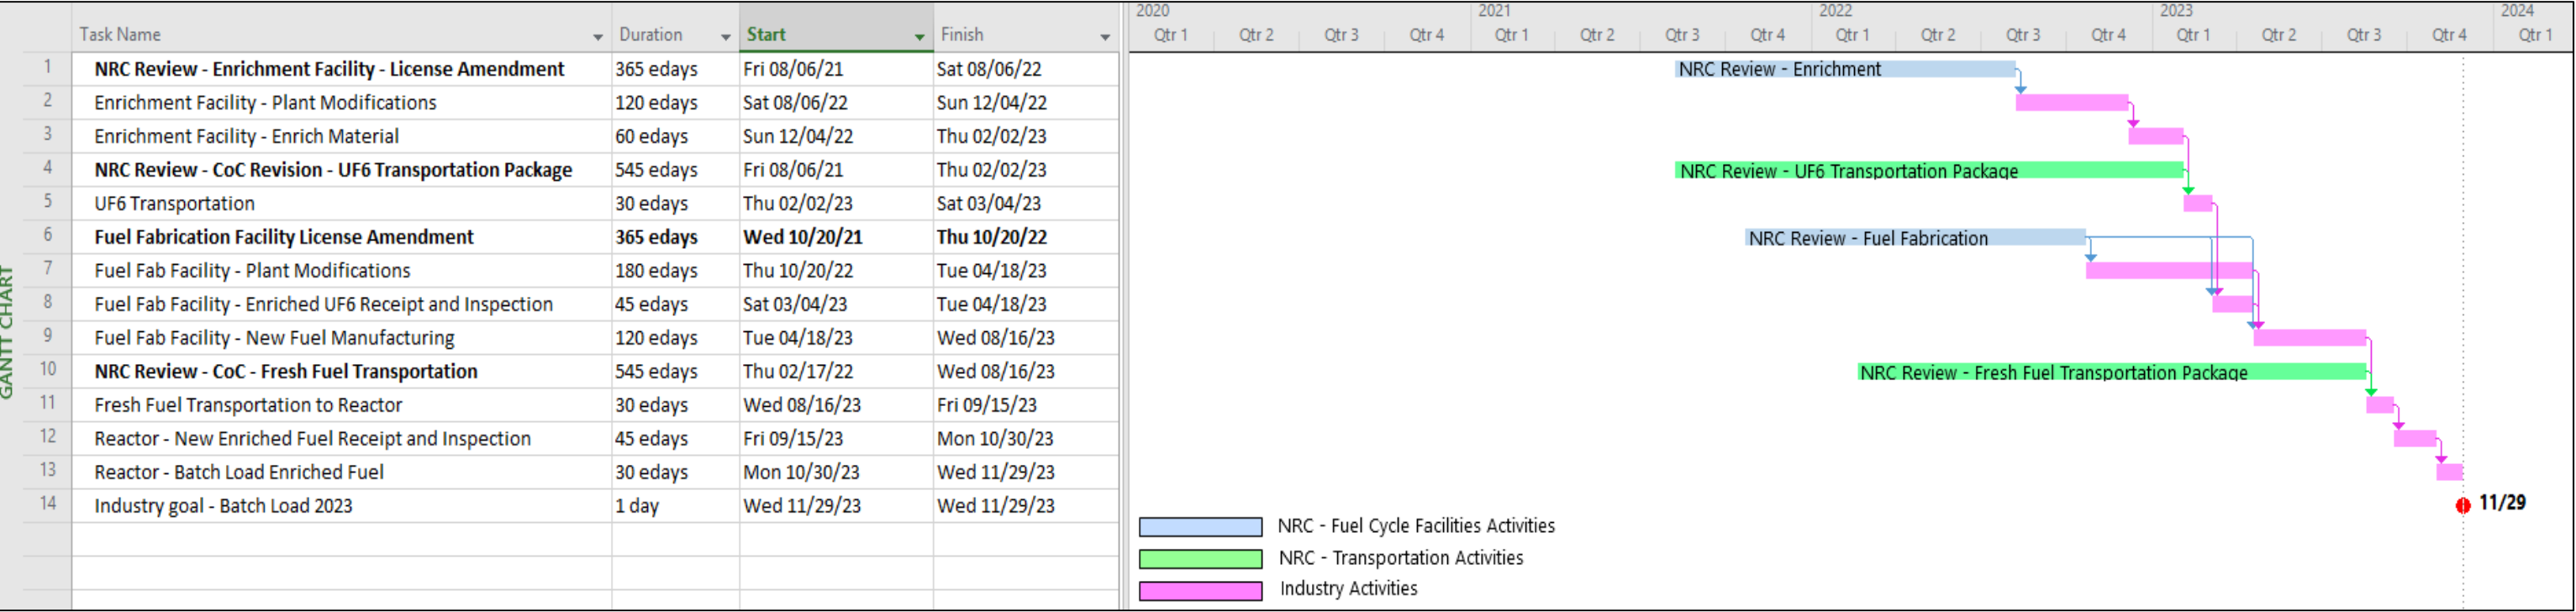 2020 2021 2022 2023 2024
Task Name Duration Start Finish Qtr 1 Qtr 2 Qtr 3 Qtr 4 Qtr 1 Qtr 2 Qtr 3 Qtr 4 Qtr 1 Qtr 2 Qtr 3 Qtr 4 Qtr 1 Qtr 2 Qtr 3 Qtr 4 Qtr 1
1 NRC Review - Enrichment Facility - License Amendment 365 edays Fri 08/06/21 Sat 08/06/22 NRC Review - Enrichment
2 Enrichment Facility - Plant Modifications 120 edays Sat 08/06/22 Sun 12/04/22
3 Enrichment Facility - Enrich Material 60 edays Sun 12/04/22 Thu 02/02/23
4 NRC Review - CoC Revision - UF6 Transportation Package 545 edays Fri 08/06/21 Thu 02/02/23 NRC Review - UF6 Transportation Package
5 UF6 Transportation 30 edays Thu 02/02/23 Sat 03/04/23
6 Fuel Fabrication Facility License Amendment 365 edays Wed 10/20/21 Thu 10/20/22 NRC Review - Fuel Fabrication
7 Fuel Fab Facility - Plant Modifications 180 edays Thu 10/20/22 Tue 04/18/23
8 Fuel Fab Facility - Enriched UF6 Receipt and Inspection 45 edays Sat 03/04/23 Tue 04/18/23
9 Fuel Fab Facility - New Fuel Manufacturing 120 edays Tue 04/18/23 Wed 08/16/23
10 NRC Review - CoC - Fresh Fuel Transportation 545 edays Thu 02/17/22 Wed 08/16/23 NRC Review - Fresh Fuel Transportation Package
11 Fresh Fuel Transportation to Reactor 30 edays Wed 08/16/23 Fri 09/15/23
12 Reactor - New Enriched Fuel Receipt and Inspection 45 edays Fri 09/15/23 Mon 10/30/23
13 Reactor - Batch Load Enriched Fuel 30 edays Mon 10/30/23 Wed 11/29/23
14 Industry goal - Batch Load 2023 1 day Wed 11/29/23 Wed 11/29/23 11/29
NRC - Fuel Cycle Facilities Activities
NRC - Transportation Activities
Industry Activities
GANTT CHART